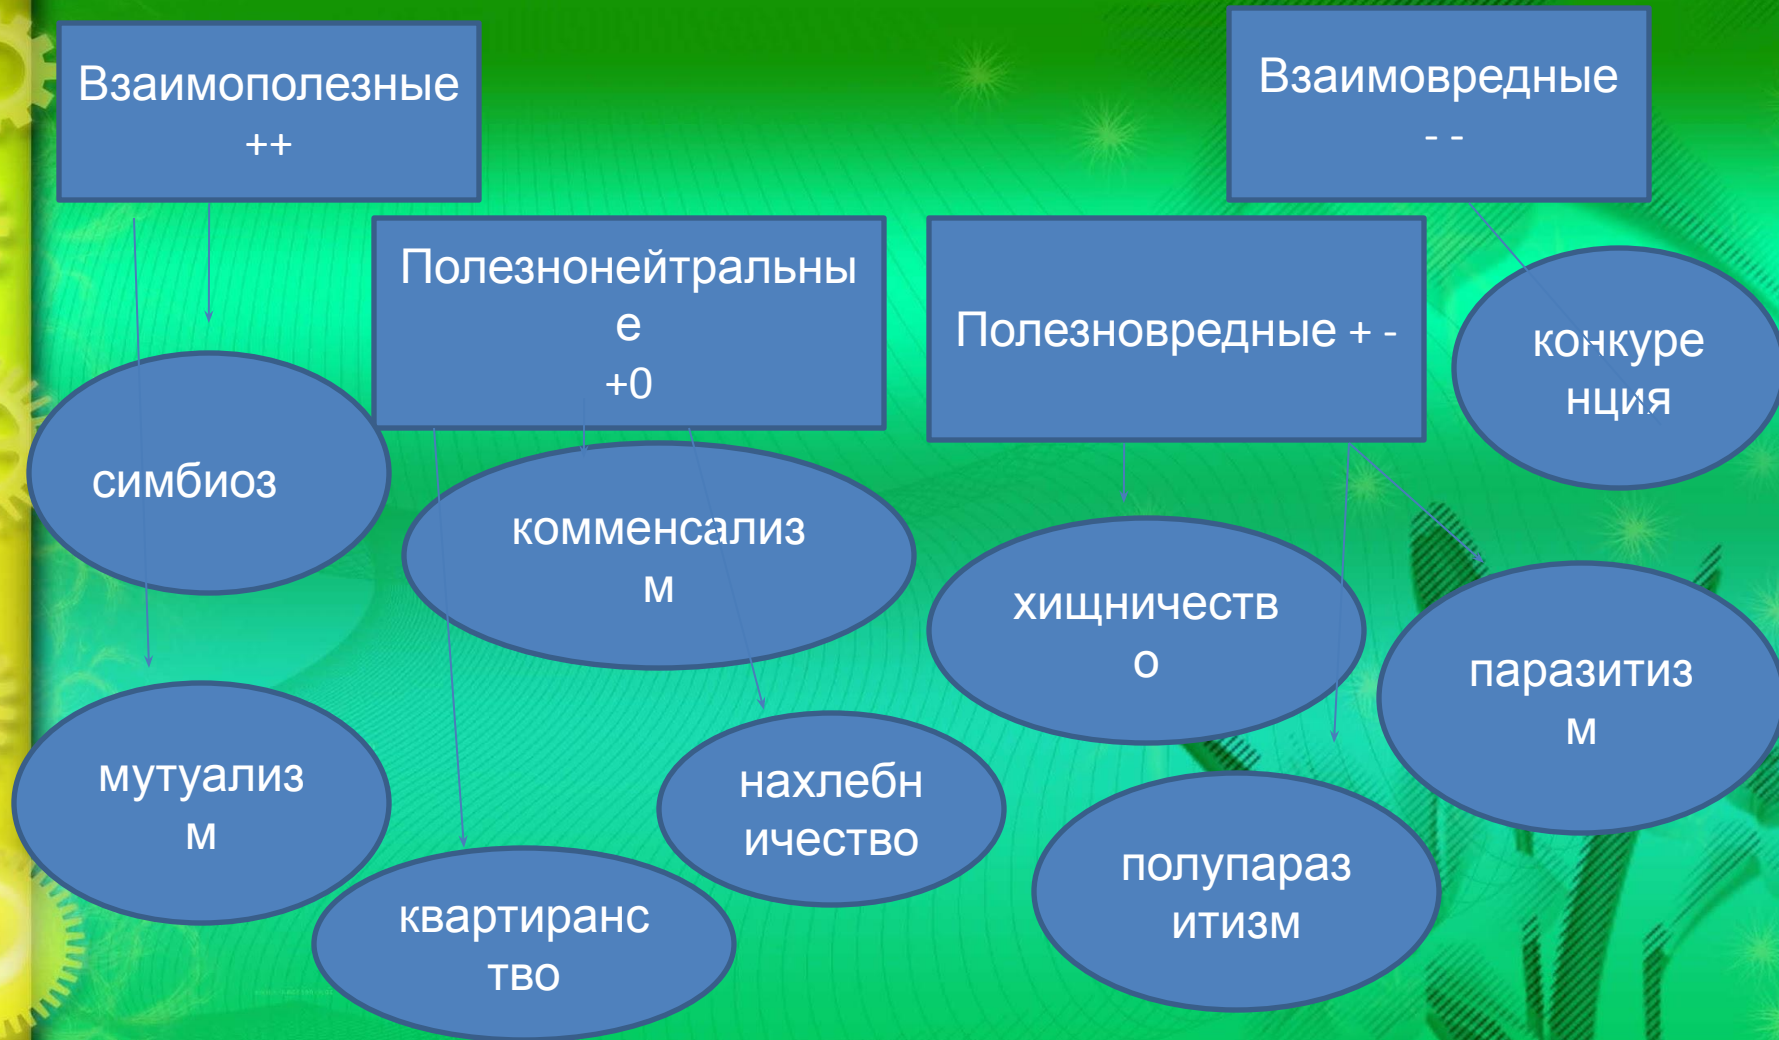 Взаимополезные
++
Взаимовредные
- -
Полезнонейтральны
е
+0
Полезновредные + -
конкуре
нция
симбиоз
комменсализ
м
хищничеств
о
паразитиз
м
мутуализ
м
нахлебн
ичество
полупараз
итизм
квартиранс
тво